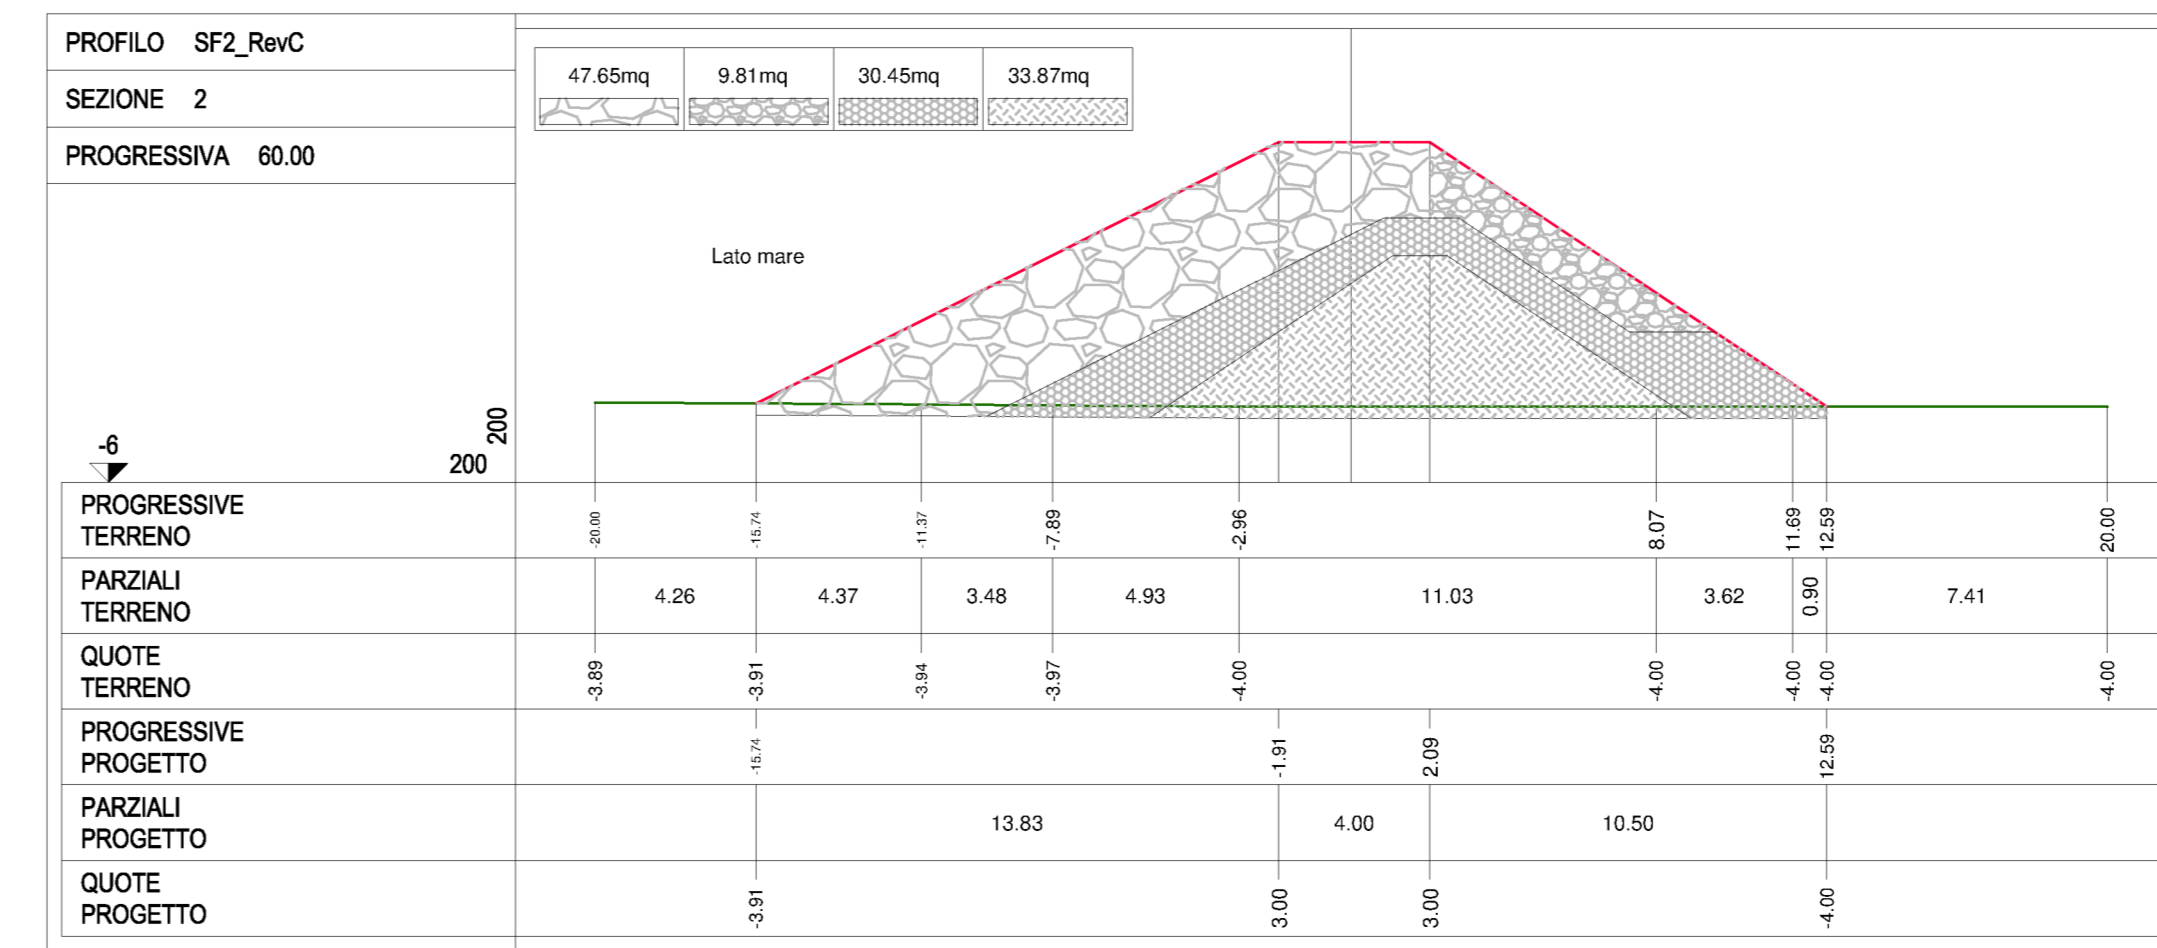 PROFILO SF2_RevC
SEZIONE 2
PROGRESSIVA 60.00
47.65mq 9.81mq 30.45mq 33.87mq
Lato mare
-6
200
200
PROGRESSIVE
TERRENO
-20.00 -15.74 -11.37 -7.89 -2.96 8.07 11.69 12.59 20.00
PARZIALI
TERRENO
4.26 4.37 3.48 4.93 11.03 3.62 0.90 7.41
QUOTE
TERRENO
-3.89 -3.91 -3.94 -3.97 -4.00 -4.00 -4.00 -4.00 -4.00
PROGRESSIVE
PROGETTO
-15.74 -1.91 2.09 12.59
PARZIALI
PROGETTO
13.83 4.00 10.50
QUOTE
PROGETTO
-3.91 3.00 3.00 -4.00